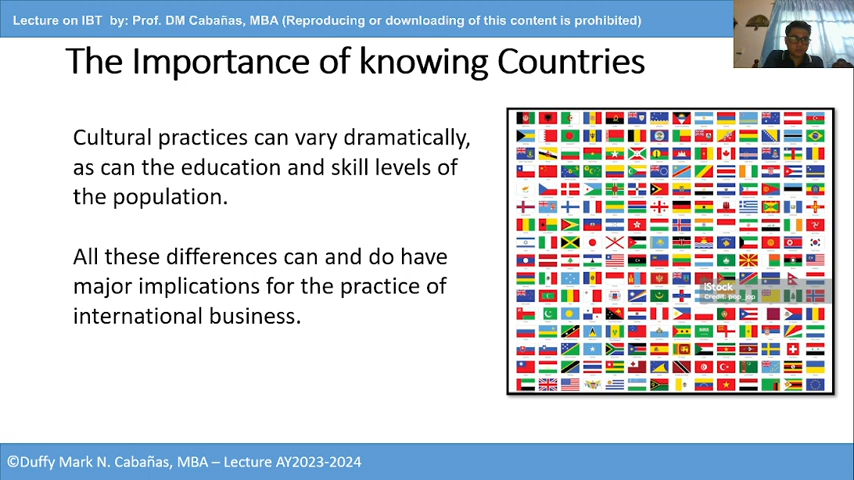 Lecture on IBT by: Prof. DM Cabañas, MBA (Reproducing or downloading of this content is prohibited)
The Importance of knowing Countries
Cultural practices can vary dramatically,
as can the education and skill levels of
the population.
All these differences can and do have
major implications for the practice of
international business.
iStock
Credit: pop_jop
©Duffy Mark N. Cabañas, MBA – Lecture AY2023-2024